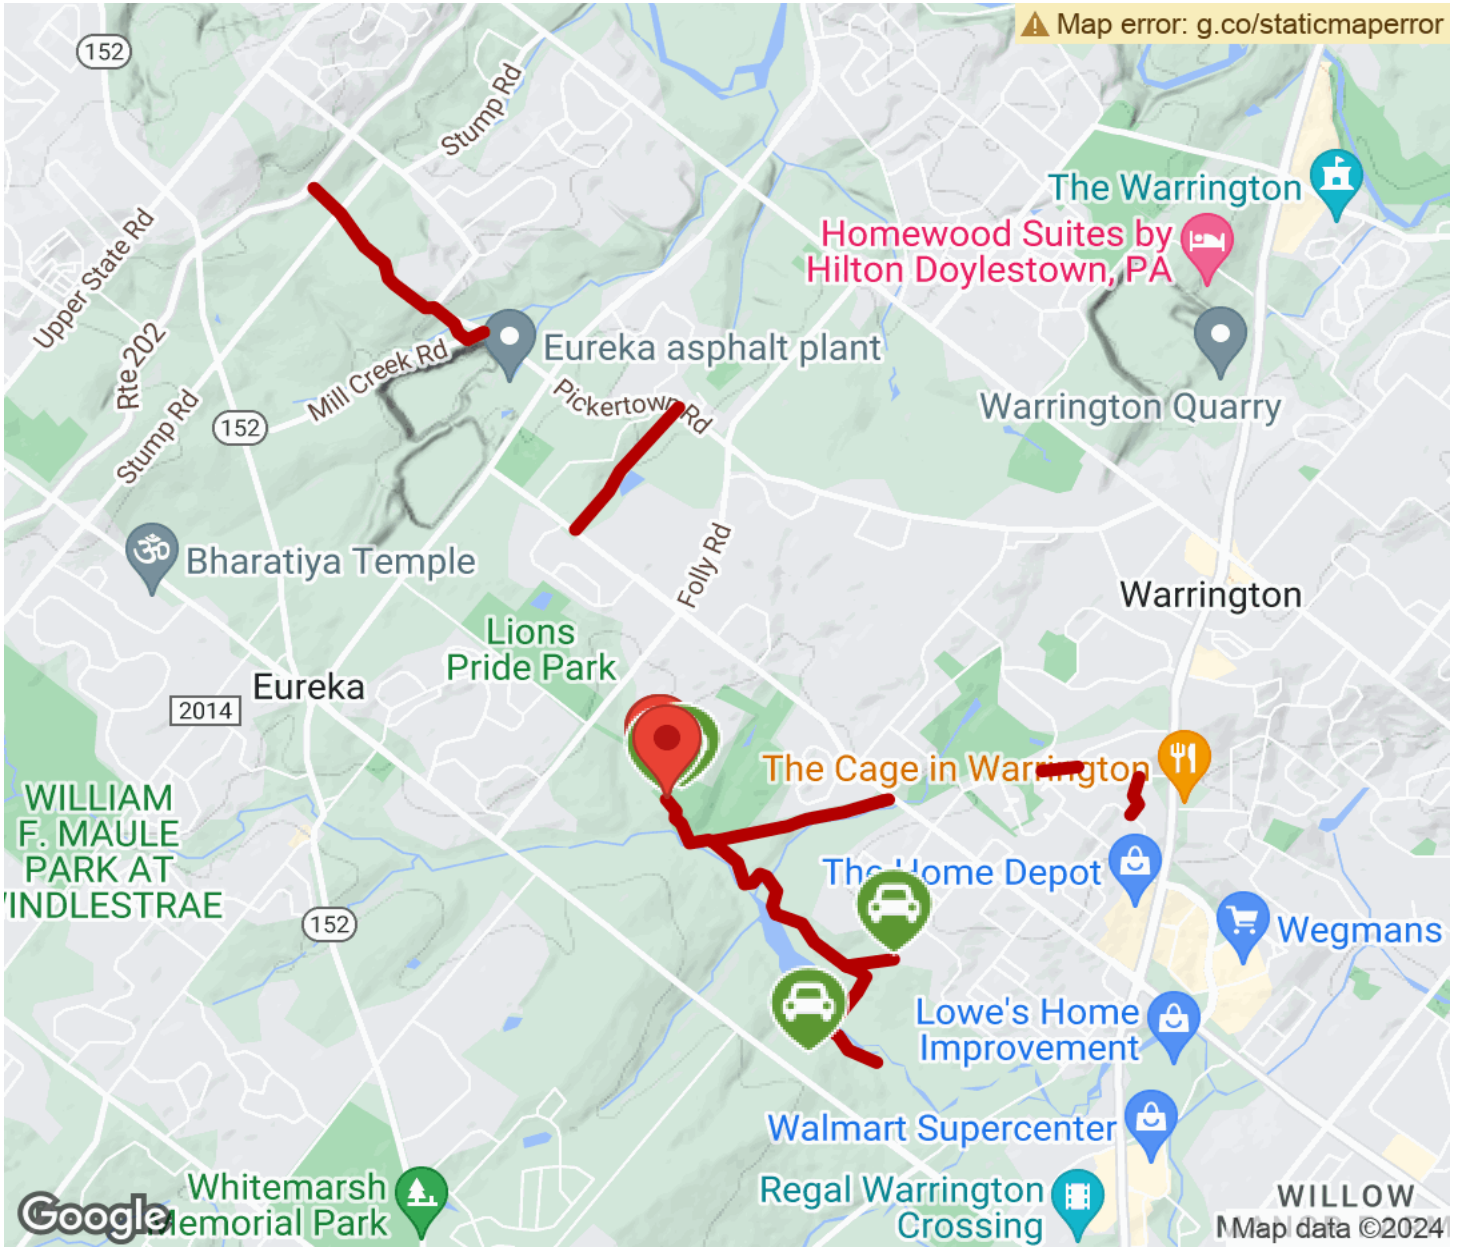 Map error: g.co/staticmaperror
152
Stump Rd
The Warrington
Homewood Suites by
Hilton Doylestown, PA
Upper State Rd
Rte 202
Mill Creek Rd
Eureka asphalt plant
Pickertown Rd
Warrington Quarry
Stump Rd
152
Bharatiya Temple
Folly Rd
Warrington
Lions
Pride Park
Eureka
2014
The Cage in Warrington
WILLIAM
F. MAULE
PARK AT
INDLESTRAE
The Home Depot
152
Wegmans
Lowe's Home
Improvement
Walmart Supercenter
Whitemarsh
Memorial Park
Regal Warrington
Crossing
WILLOW
Google
Map data ©2024